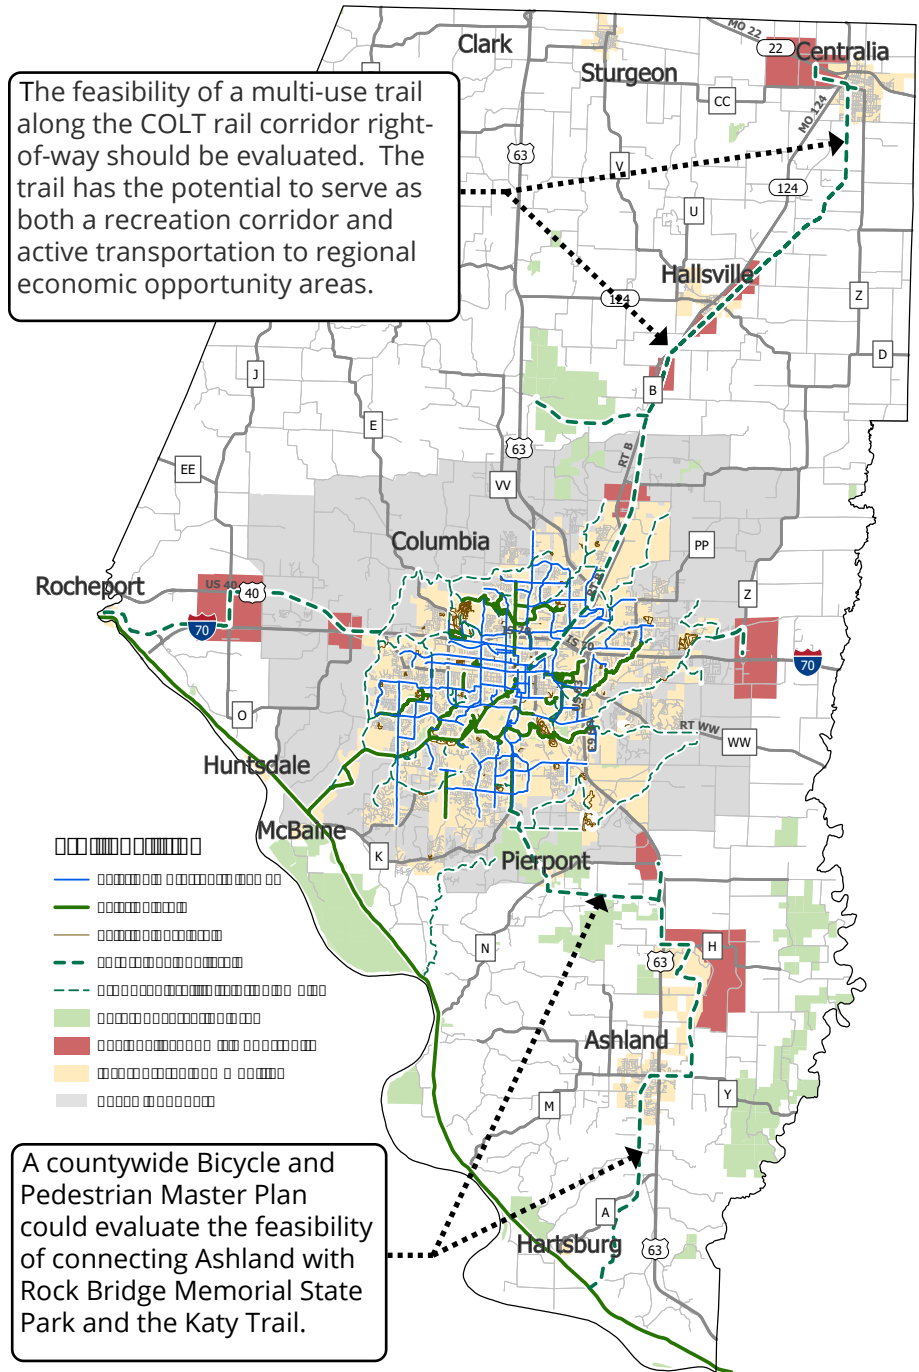 Clark
Sturgeon
MO 22
22
Centralia
The feasibility of a multi-use trail
along the COLT rail corridor right-
of-way should be evaluated. The
trail has the potential to serve as
both a recreation corridor and
active transportation to regional
economic opportunity areas.
CC
MO 124
63
V
124
U
Hallsville
124
Z
D
J
B
E
63
RT B
EE
VV
Columbia
PP
Rocheport
US 40
40
RT B
Z
70
70
O
US 63
RT WW
WW
Huntsdale
McBaine
K
Pierpont
N
H
63
Ashland
M
Y
A countywide Bicycle and
Pedestrian Master Plan
could evaluate the feasibility
of connecting Ashland with
Rock Bridge Memorial State
Park and the Katy Trail.
A
Hartsburg
63